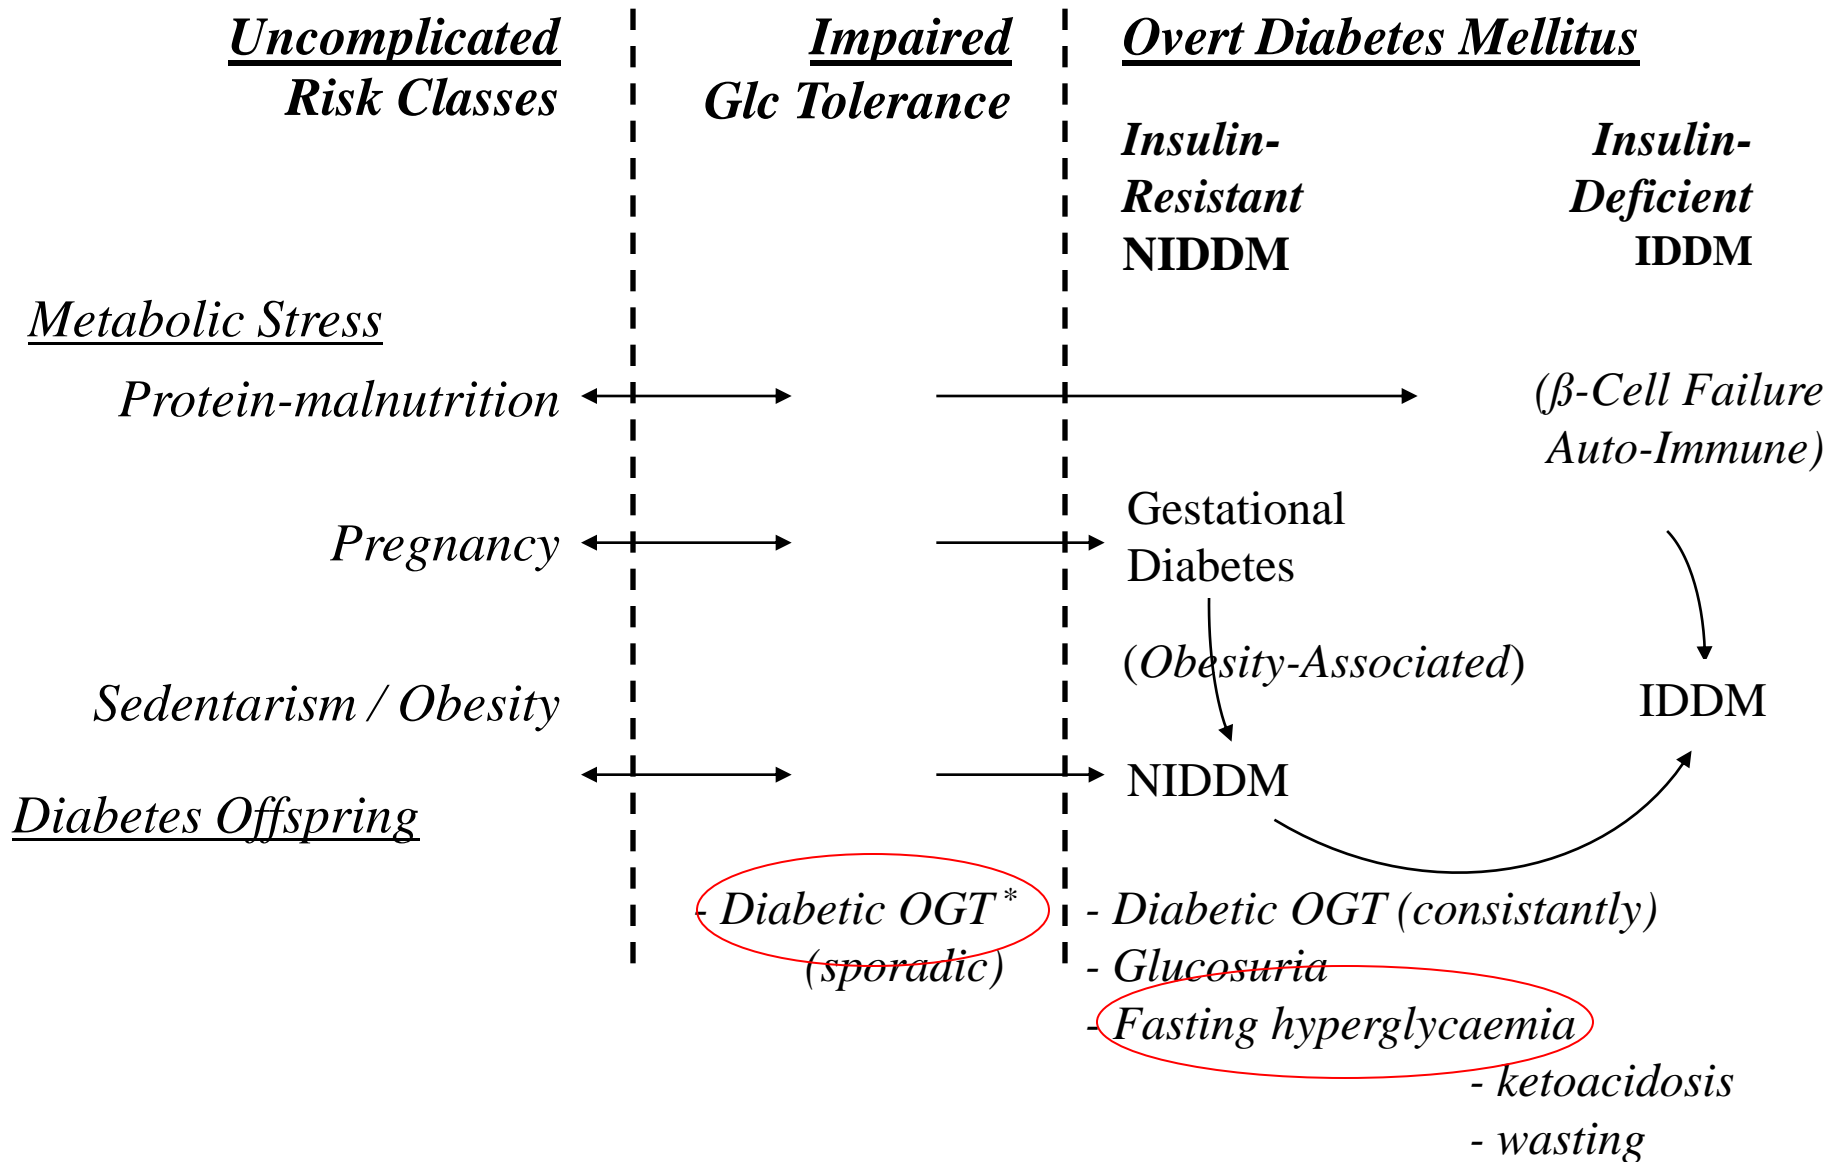 Uncomplicated
Risk Classes
Impaired
Glc Tolerance
Overt Diabetes Mellitus
Insulin-
Resistant
NIDDM
Insulin-
Deficient
IDDM
Metabolic Stress
Protein-malnutrition
(ß-Cell Failure
Auto-Immune)
Pregnancy
Gestational
Diabetes
(Obesity-Associated)
Sedentarism / Obesity
IDDM
NIDDM
Diabetes Offspring
- Diabetic OGT*
(sporadic)
- Diabetic OGT (consistantly)
- Glucosuria
- Fasting hyperglycaemia
- ketoacidosis
- wasting